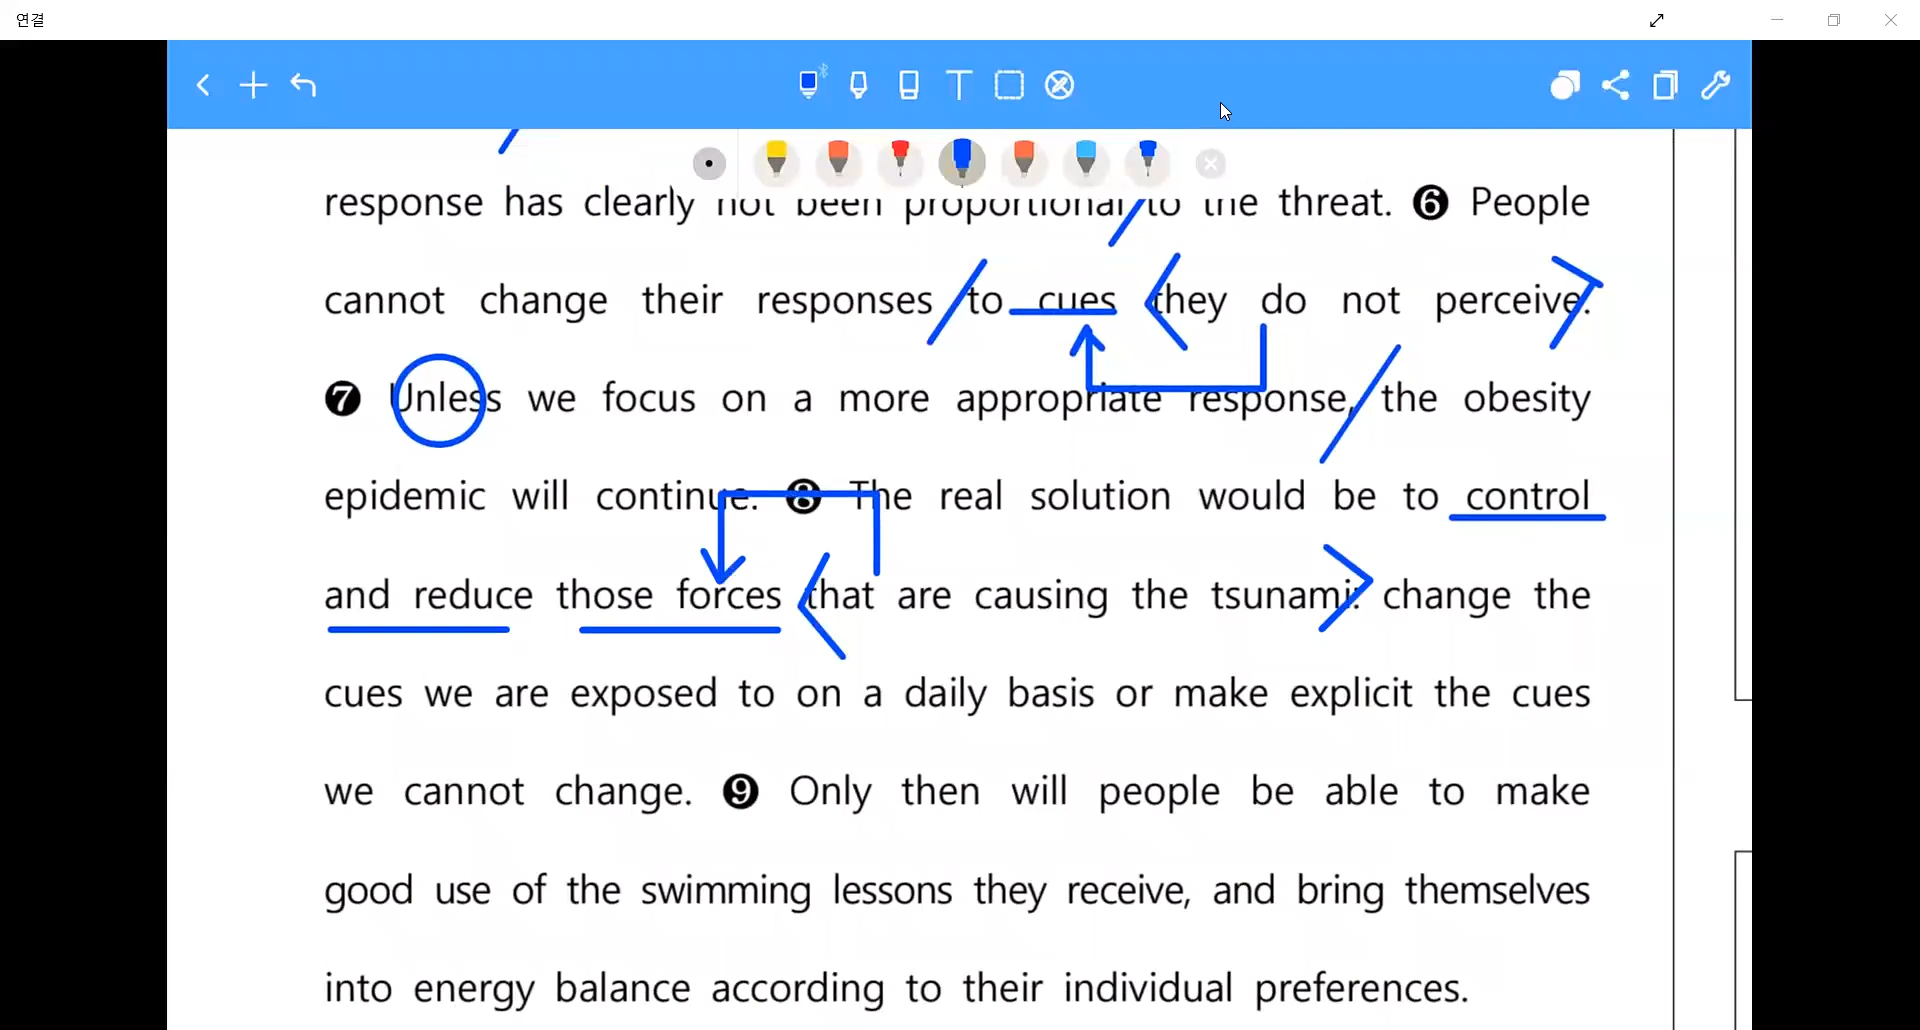 연결
response has clearly not been proportional to the threat. ❻ People
cannot change their responses to cues they do not perceive.
❼ Unless we focus on a more appropriate response, the obesity
epidemic will continue. ❽ The real solution would be to control
and reduce those forces that are causing the tsunami: change the
cues we are exposed to on a daily basis or make explicit the cues
we cannot change. ❾ Only then will people be able to make
good use of the swimming lessons they receive, and bring themselves
into energy balance according to their individual preferences.